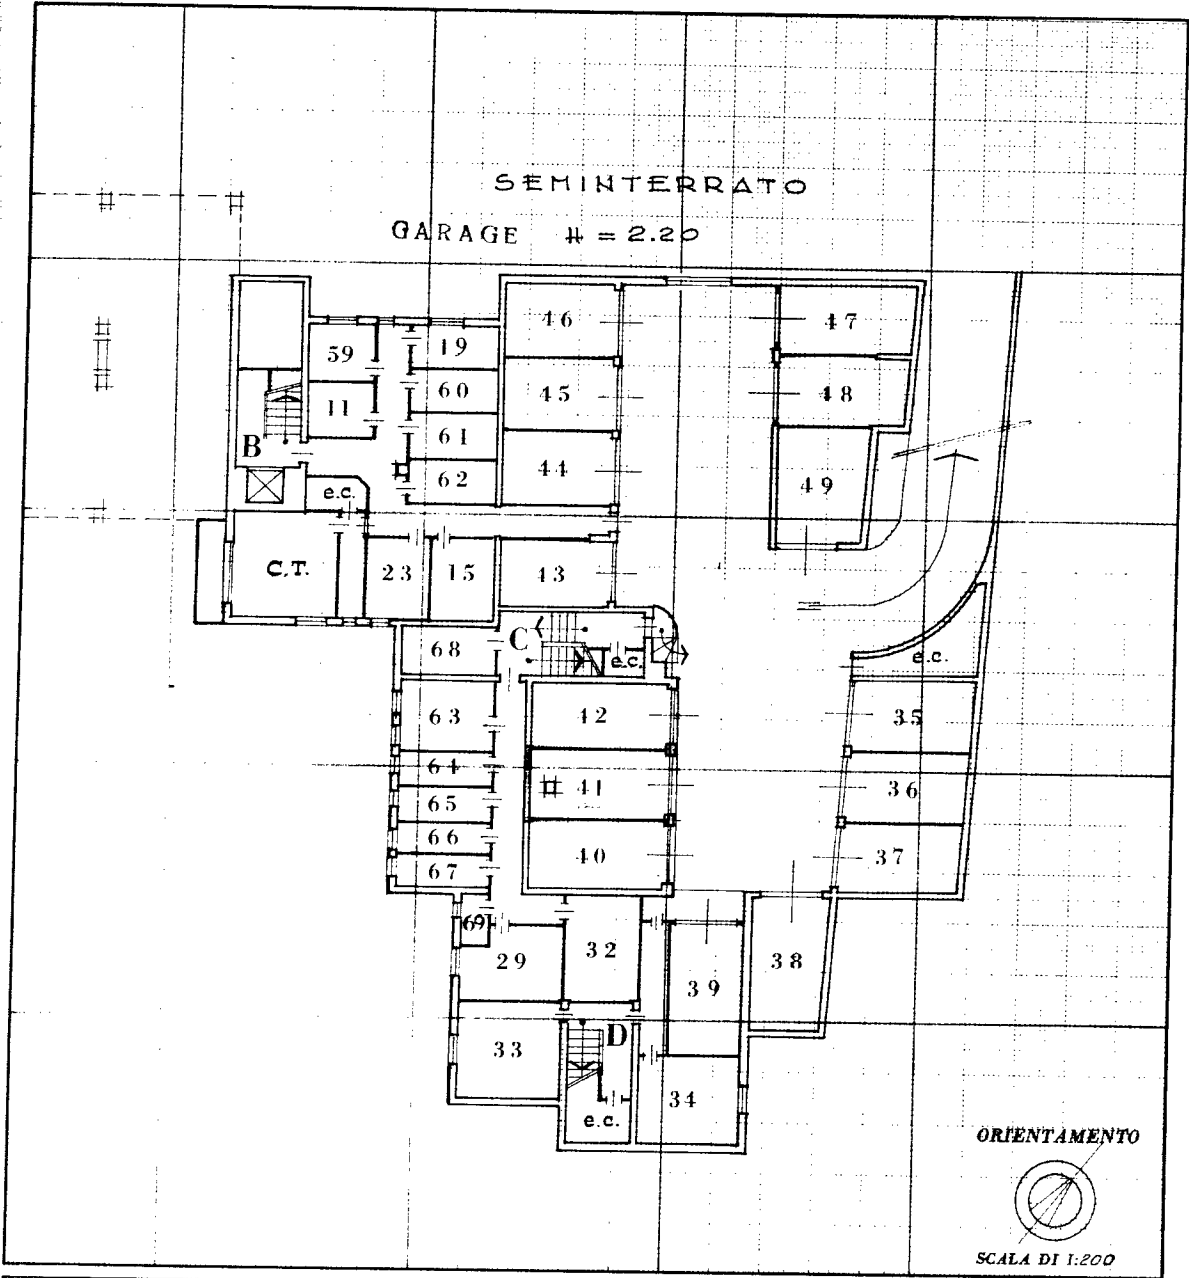 SEMINTERRATO
GARAGE H = 2.20
46
47
59
19
60
45
48
11
61
B
44
62
49
e.c.
C.T.
23
15
43
C
68
e.c.
e.c.
63
42
35
64
41
36
65
66
40
37
67
69
32
29
38
39
D
33
34
e.c.
ORIENTAMENTO
SCALA DI 1:200